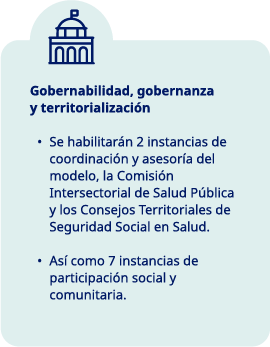 Gobernabilidad, gobernanza
y territorialización
• Se habilitarán 2 instancias de
coordinación y asesoría del
modelo, la Comisión
Intersectorial de Salud Pública
y los Consejos Territoriales de
Seguridad Social en Salud.
• Así como 7 instancias de
participación social y
comunitaria.